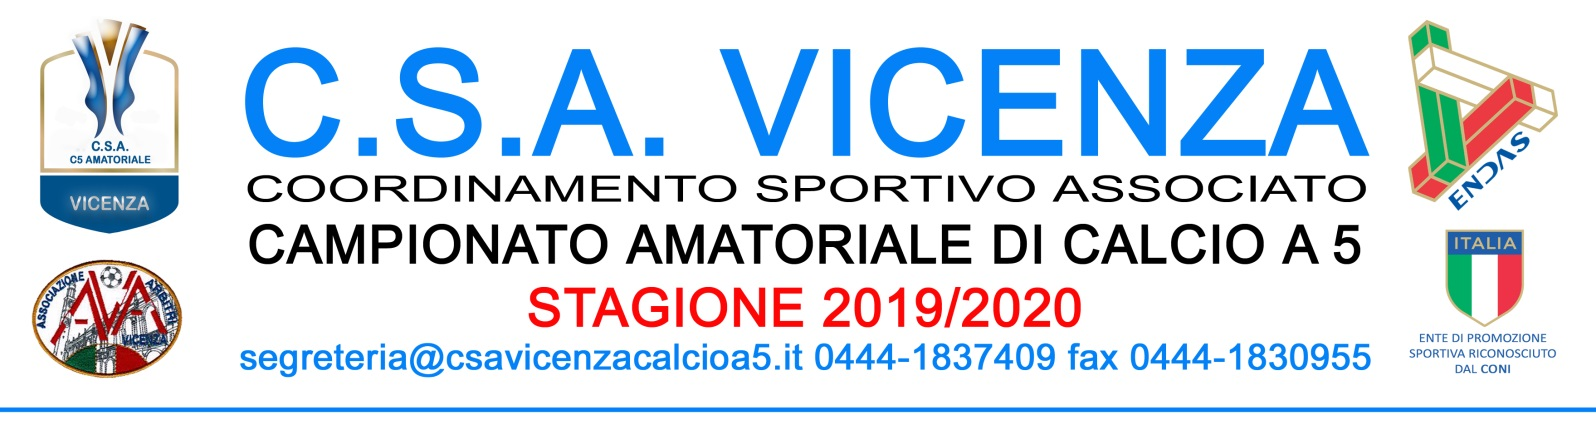 C.S.A.
C5 AMATORIALE
VICENZA
ASSOCIAZIONE ARBITRI
AVA
VICENZA
C.S.A. VICENZA
COORDINAMENTO SPORTIVO ASSOCIATO
CAMPIONATO AMATORIALE DI CALCIO A 5
STAGIONE 2019/2020
segreteria@csavicenzacalcioa5.it 0444-1837409 fax 0444-1830955
ENDAS
ITALIA
ENTE DI PROMOZIONE
SPORTIVA RICONOSCIUTO
DAL CONI